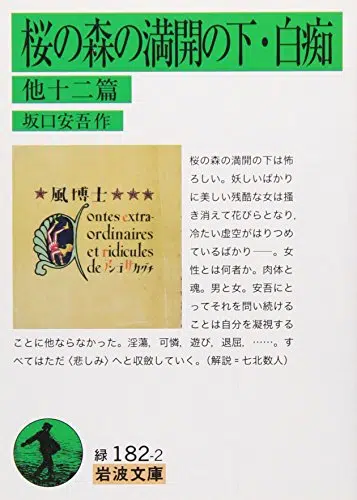 桜の森の満開の下・白痴
他十二篇
坂口安吾作
★風博士★★★
Contes extra-
ordinaires
et ridicules
de アンゴサカグチ
桜の森の満開の下は怖
ろしい。妖しいばかり
に美しい残酷な女は掻
き消えて花びらとなり、
冷たい虚空がはりつめ
ているばかり――。女
性とは何者か。肉体と
魂。男と女。安吾にと
ってそれを問い続ける
ことは自分を凝視する
ことに他ならなかった。淫蕩、可憐、遊び、退屈、……。す
べてはただ〈悲しみ〉へと収斂していく。（解説＝七北数人）
緑182-2
岩波文庫